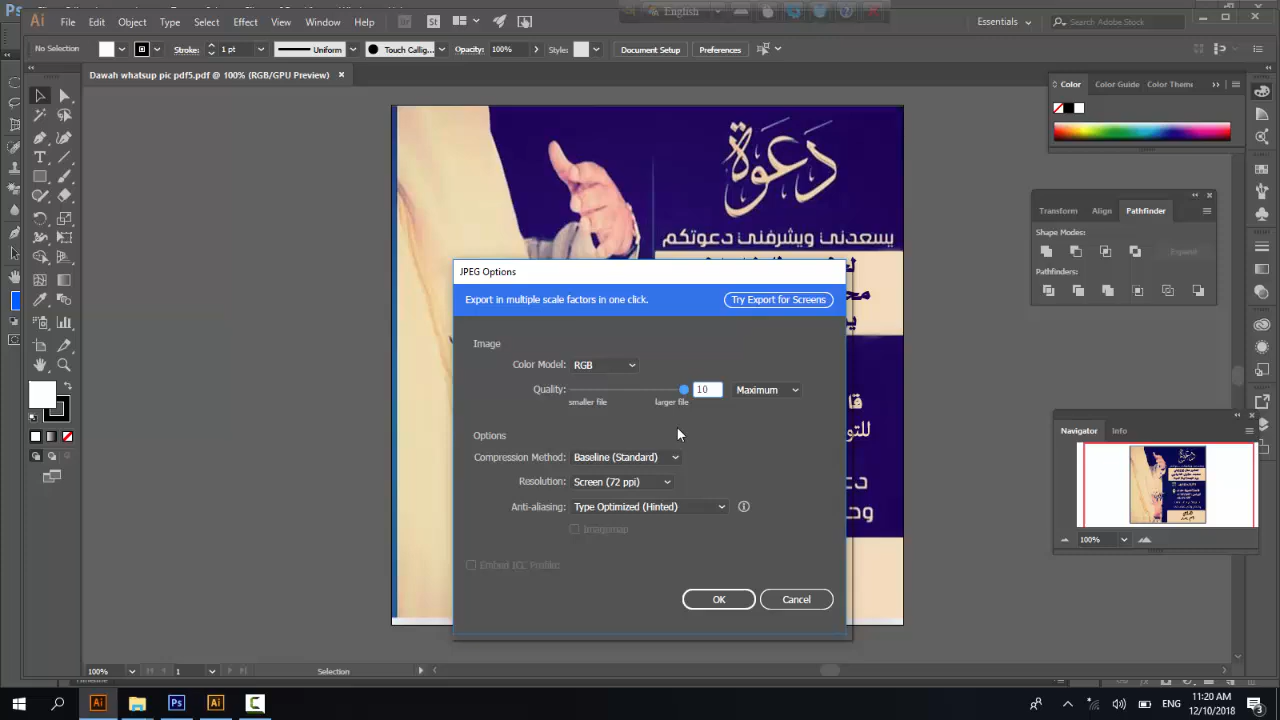 English
File Edit Object Type Select Effect View Window Help
Essentials
Search Adobe Stock
No Selection
Stroke: 1 pt
Uniform
Touch Callig...
Opacity: 100%
Styles
Document Setup
Preferences
Dawah whatsup pic pdf5.pdf @ 100% (RGB/GPU Preview)
Color Color Guide Color Theme
دعوة
يسعدني ويشرفني دعوتكم
Transform Align Pathfinder
Shape Modes:
Expand
Pathfinders:
JPEG Options
Export in multiple scale factors in one click.
Try Export for Screens
Image
Color Model: RGB
Quality: 10 Maximum
smaller file larger file
Options
Compression Method: Baseline (Standard)
Resolution: Screen (72 ppi)
Anti-aliasing: Type Optimized (Hinted)
Imagemap
Embed ICC Profile:
OK Cancel
Navigator Info
100%
100% 1 Selection
ENG
11:20 AM
12/10/2018